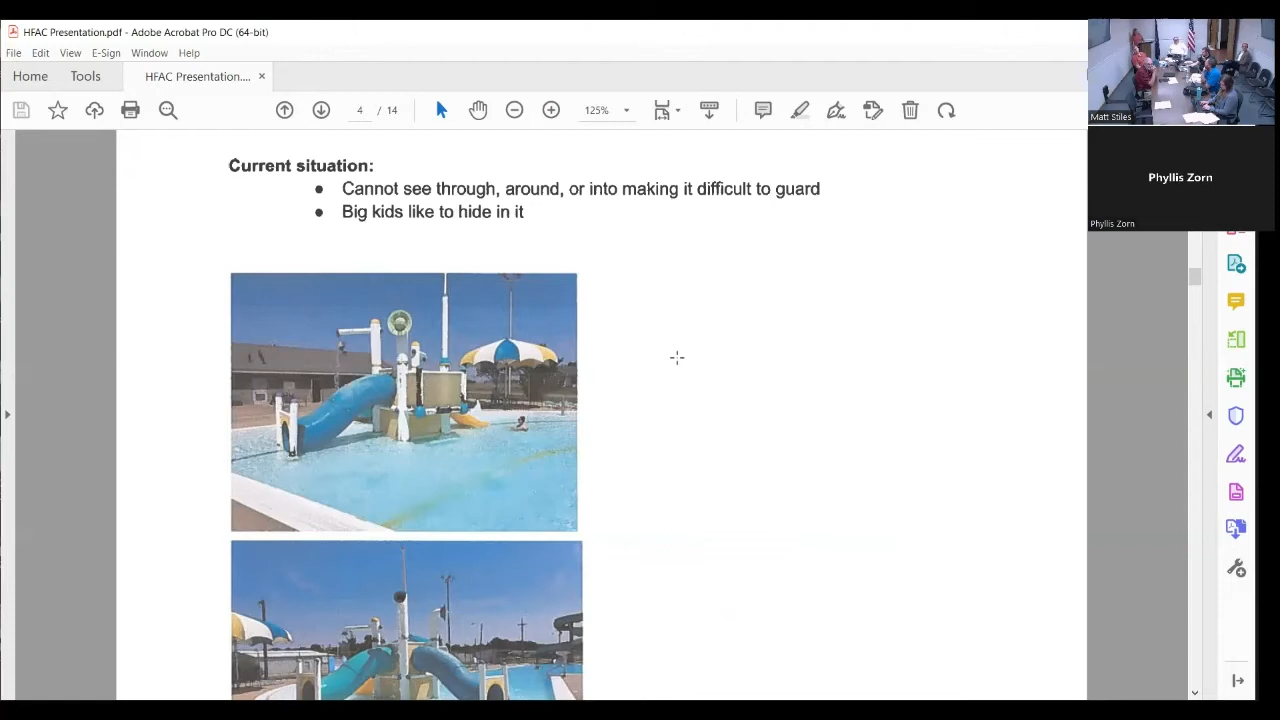 HFAC Presentation.pdf - Adobe Acrobat Pro DC (64-bit)
File Edit View E-Sign Window Help
Home Tools HFAC Presentation....
4 / 14 125%
Current situation:
Cannot see through, around, or into making it difficult to guard
Big kids like to hide in it
Matt Stiles
Phyllis Zorn
Phyllis Zorn